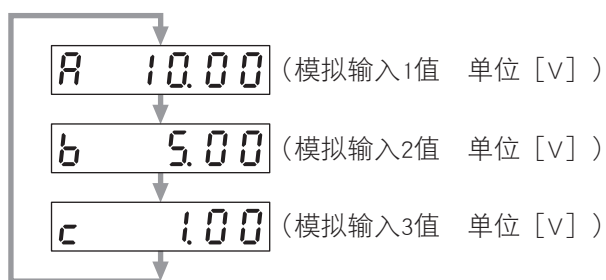 A 10.00（模拟输入1值　单位［V］）
b 5.00（模拟输入2值　单位［V］）
c 1.00（模拟输入3值　单位［V］）